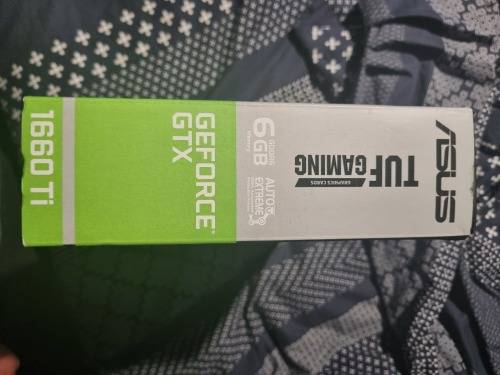 ASUS
TUF
GAMING
GRAPHICS CARDS
6GB
GDDR6
Memory
AUTO
EXTREME
GEFORCE
GTX
1660 Ti